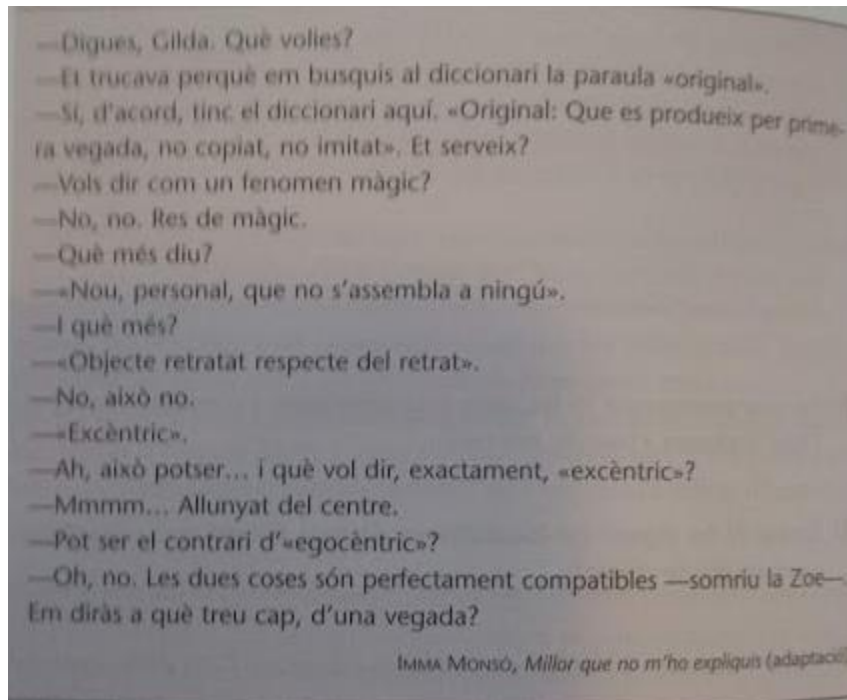 —Digues, Gilda. Què volies?
—Et trucava perquè em busquis al diccionari la paraula «original».
—Sí, d'acord, tinc el diccionari aquí. «Original: Que es produeix per prime-
ra vegada, no copiat, no imitat». Et serveix?
—Vols dir com un fenomen màgic?
—No, no. Res de màgic.
—Què més diu?
—«Nou, personal, que no s'assembla a ningú».
—I què més?
—«Objecte retratat respecte del retrat».
—No, això no.
—«Excèntric».
—Ah, això potser... i què vol dir, exactament, «excèntric»?
—Mmmm... Allunyat del centre.
—Pot ser el contrari d'«egocèntric»?
—Oh, no. Les dues coses són perfectament compatibles —somriu la Zoe—.
Em diràs a què treu cap, d'una vegada?
IMMA MONSÓ, Millor que no m'ho expliquis (adaptació)